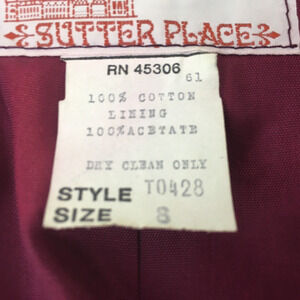 SUTTER PLACE
RN 45306
61
100% COTTON
LINING
100% ACETATE
DRY CLEAN ONLY
STYLE T0428
SIZE 8